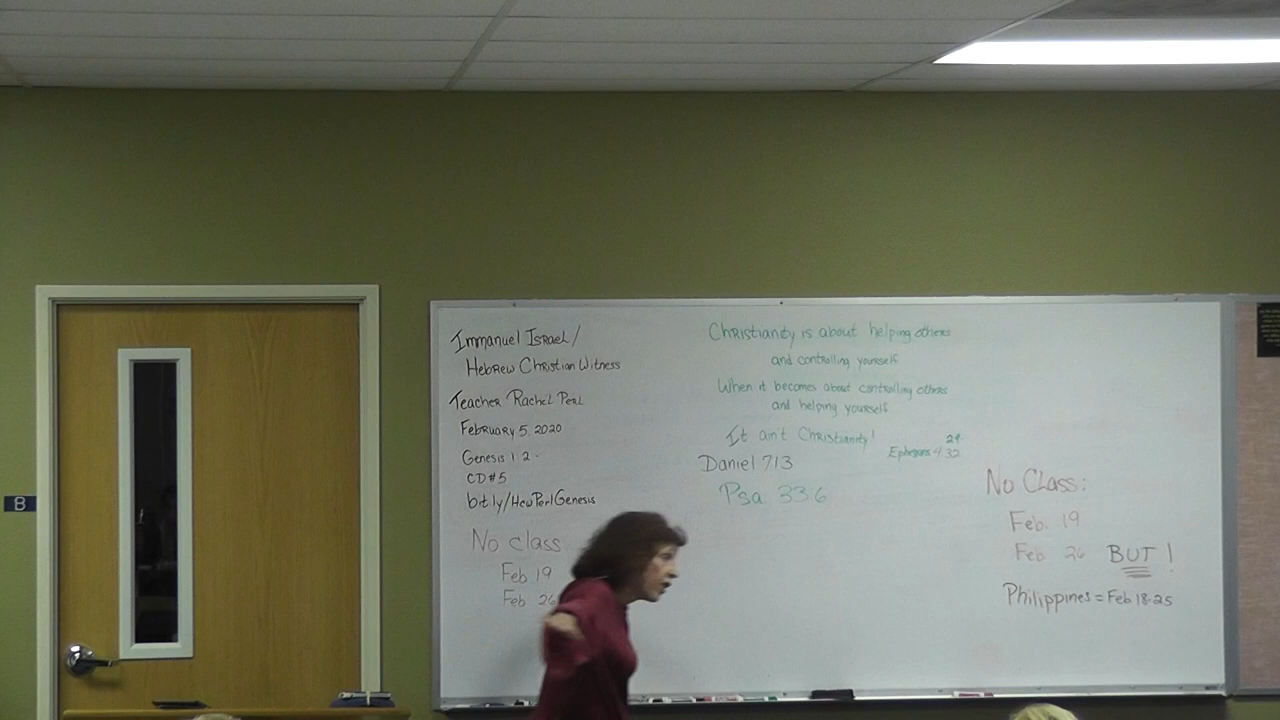 B
Immanuel Israel/
Hebrew Christian Witness
Teacher Rachel Perl
February 5, 2020
Genesis 1 2
CD#5
bit.ly/HcwPerlGenesis
No class
Feb 19
Feb 26
Christianity is about helping others
and controlling yourself
When it becomes about controlling others
and helping yourself
It ain't Christianity!
Ephesians 4 32
Daniel 7 13
Psa 33:6
No Class:
Feb. 19
Feb 26 BUT!
Philippines = Feb 18-25